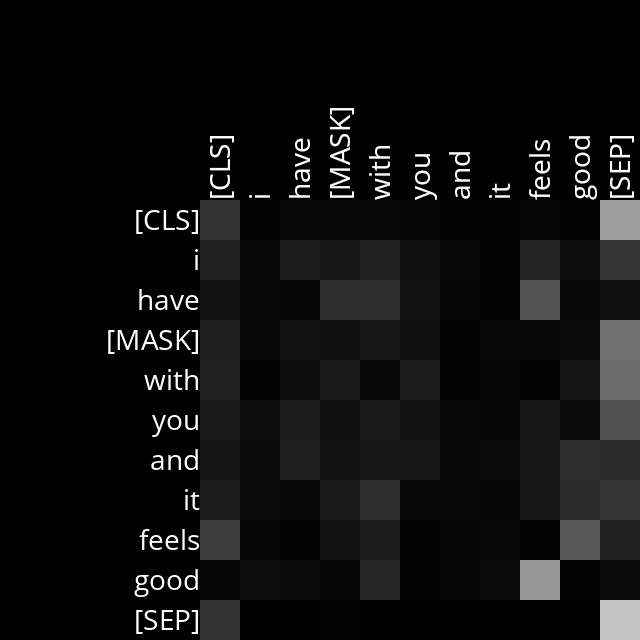 [CLS] i have [MASK] with you and it feels good [SEP]
[CLS]
i
have
[MASK]
with
you
and
it
feels
good
[SEP]